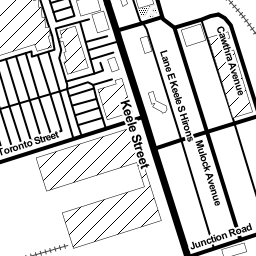 Cawthra Avenue
Lane E Keele S Hirons
Keele Street
Toronto Street
Mulock Avenue
Junction Road